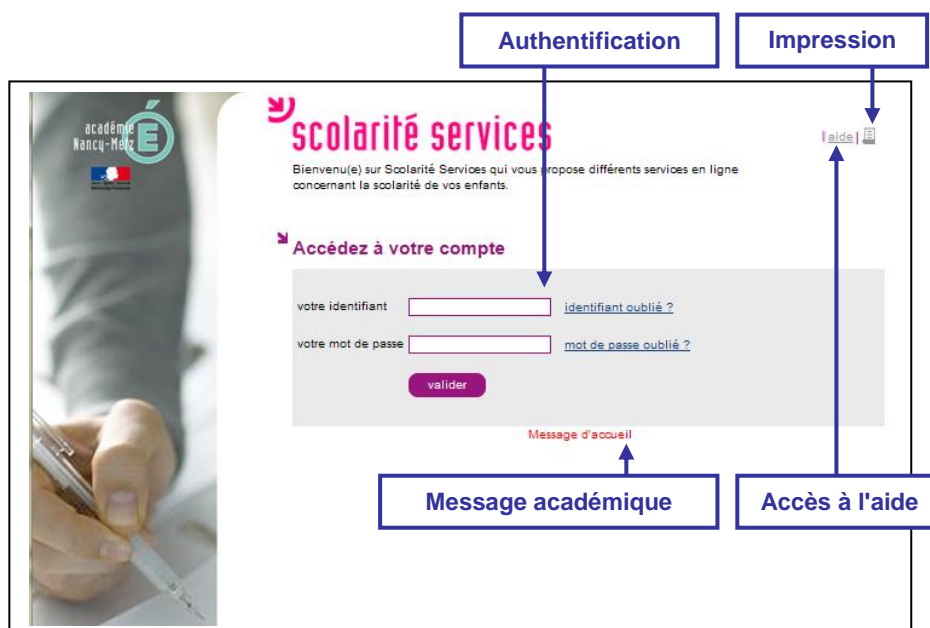 Authentification
Impression
académie
Nancy-Metz
É
scolarité services
| aide |
Bienvenu(e) sur Scolarité Services qui vous propose différents services en ligne
concernant la scolarité de vos enfants.
Accédez à votre compte
votre identifiant
identifiant oublié ?
votre mot de passe
mot de passe oublié ?
valider
Message d'accueil
Message académique
Accès à l'aide